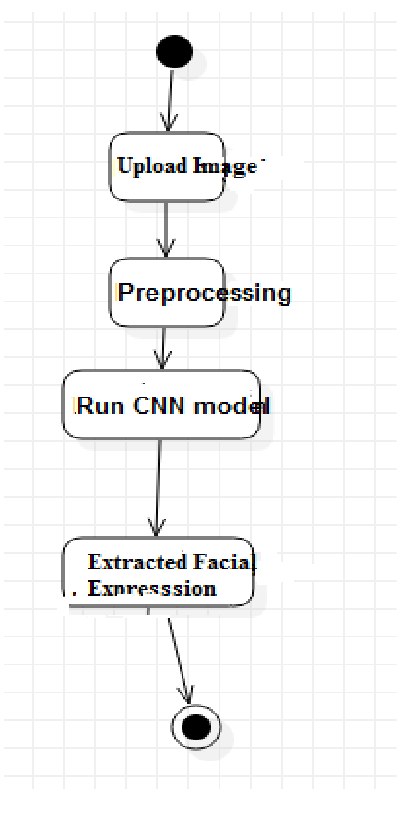 Upload Image
Preprocessing
Run CNN model
Extracted Facial
Expresssion